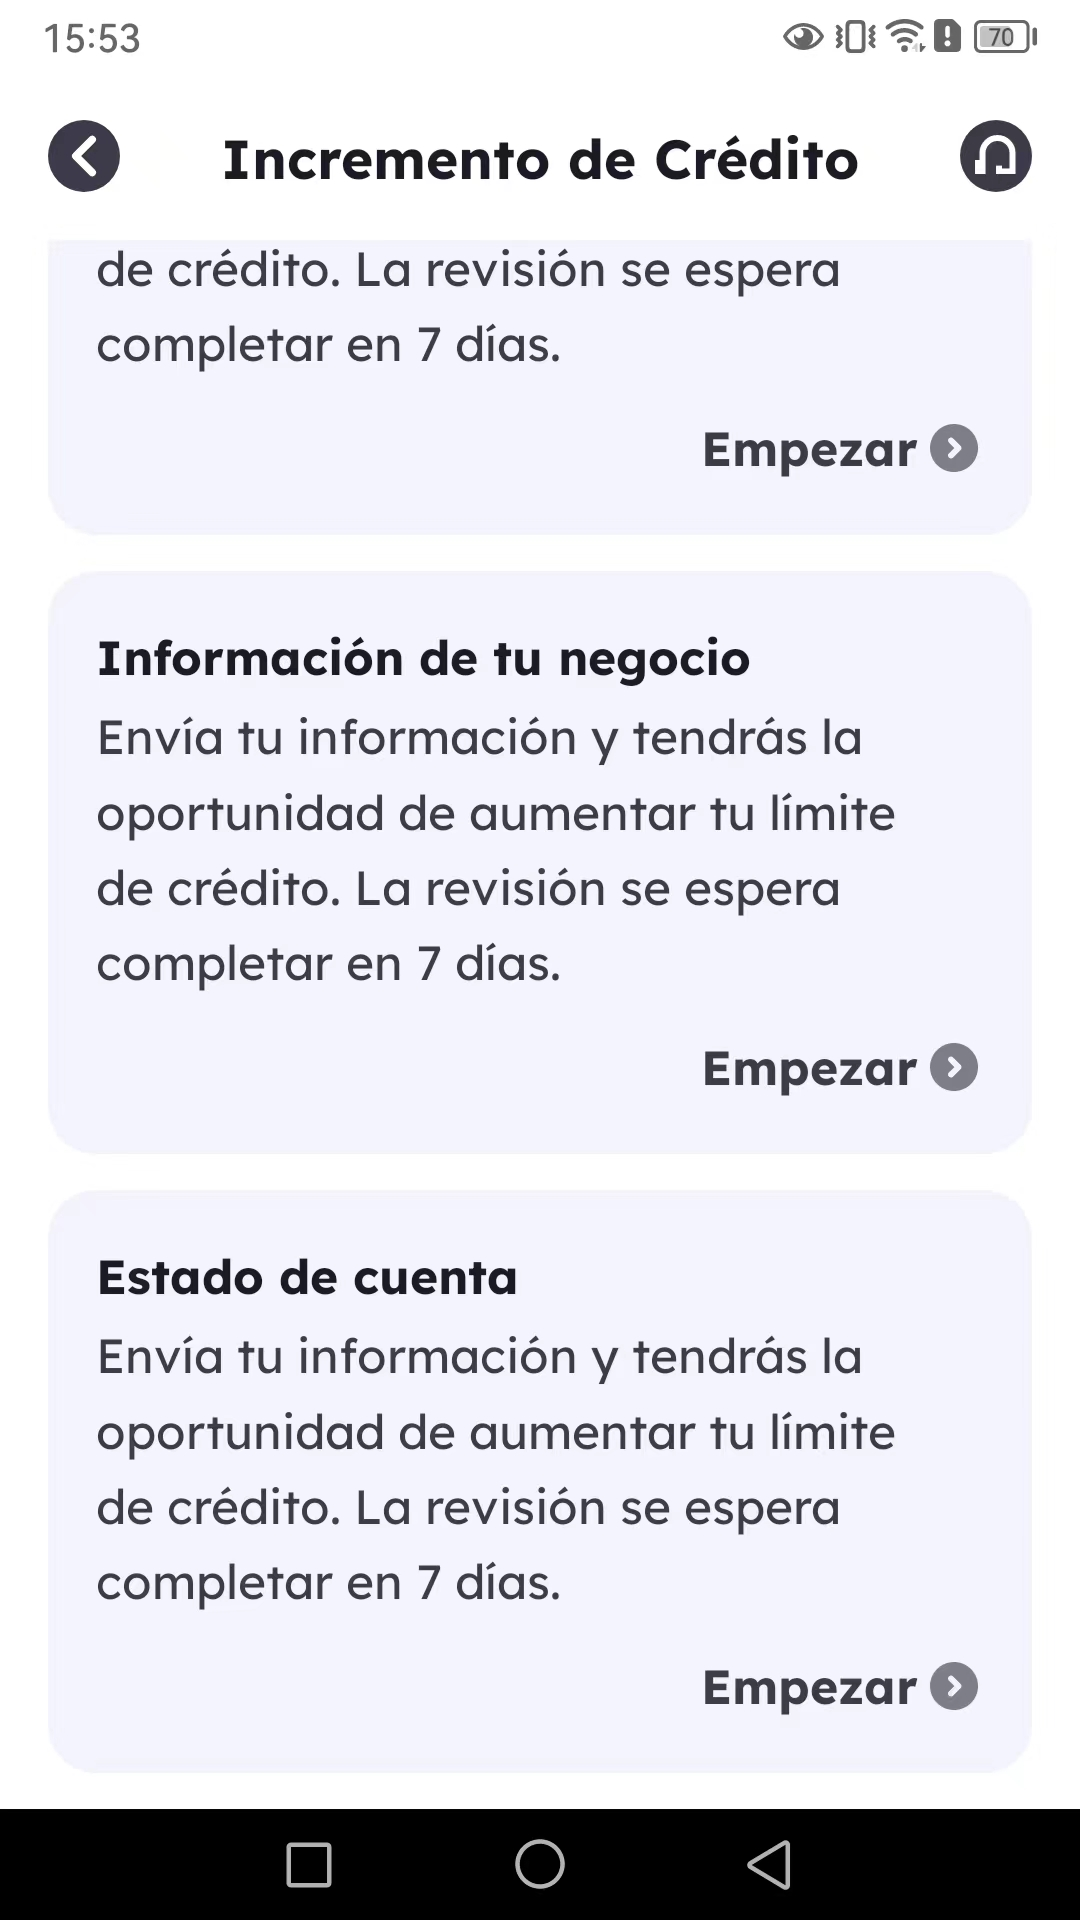 15:53
70
Incremento de Crédito
de crédito. La revisión se espera
completar en 7 días.
Empezar
Información de tu negocio
Envía tu información y tendrás la
oportunidad de aumentar tu límite
de crédito. La revisión se espera
completar en 7 días.
Empezar
Estado de cuenta
Envía tu información y tendrás la
oportunidad de aumentar tu límite
de crédito. La revisión se espera
completar en 7 días.
Empezar